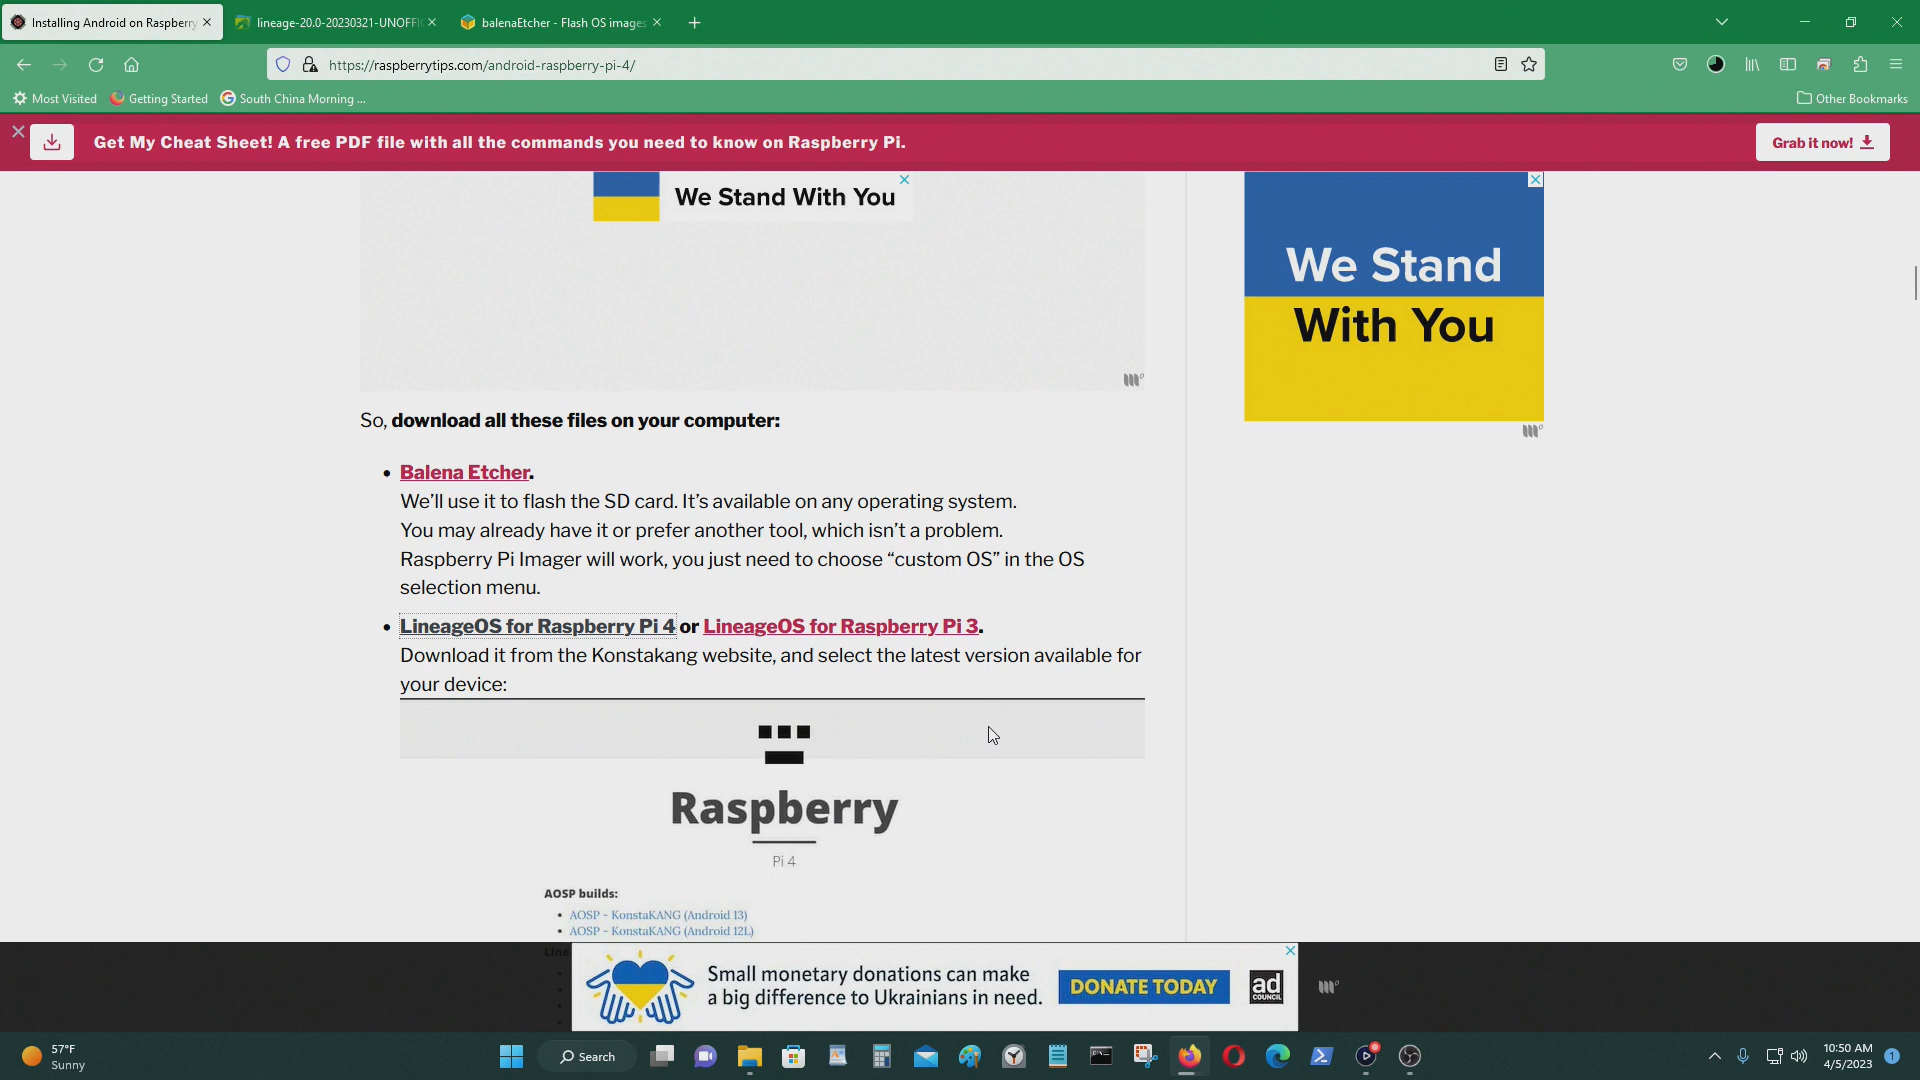 Installing Android on Raspberry
lineage-20.0-20230321-UNOFFI
balenaEtcher - Flash OS images
https://raspberrytips.com/android-raspberry-pi-4/
Most Visited
Getting Started
South China Morning ...
Other Bookmarks
Get My Cheat Sheet! A free PDF file with all the commands you need to know on Raspberry Pi.
Grab it now!
We Stand With You
We Stand
With You
So, download all these files on your computer:
• Balena Etcher.
We’ll use it to flash the SD card. It’s available on any operating system.
You may already have it or prefer another tool, which isn’t a problem.
Raspberry Pi Imager will work, you just need to choose “custom OS” in the OS
selection menu.
• LineageOS for Raspberry Pi 4 or LineageOS for Raspberry Pi 3.
Download it from the Konstakang website, and select the latest version available for
your device:
Raspberry
Pi 4
AOSP builds:
• AOSP - KonstaKANG (Android 13)
• AOSP - KonstaKANG (Android 12L)
Line
Small monetary donations can make
a big difference to Ukrainians in need.
DONATE TODAY
ad
COUNCIL
57°F
Sunny
Search
10:50 AM
4/5/2023
1